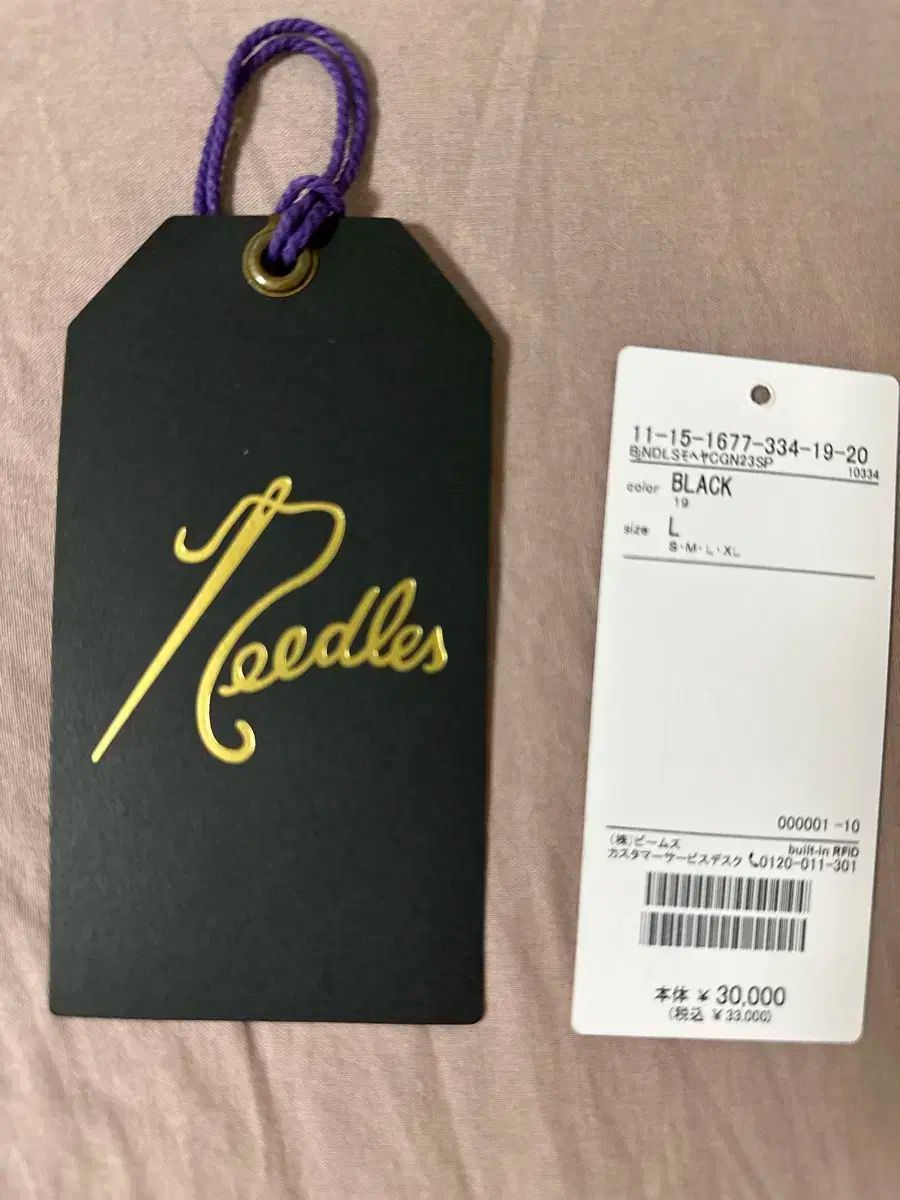 Needles
11-15-1677-334-19-20
BjNDLSモヘヤCGN23SP
10334
color BLACK
19
size L
S・M・L・XL
000001 -10
(株)ビームス
built-in RFID
カスタマーサービスデスク 0120-011-301
本体 ¥ 30,000
(税込 ¥ 33,000)